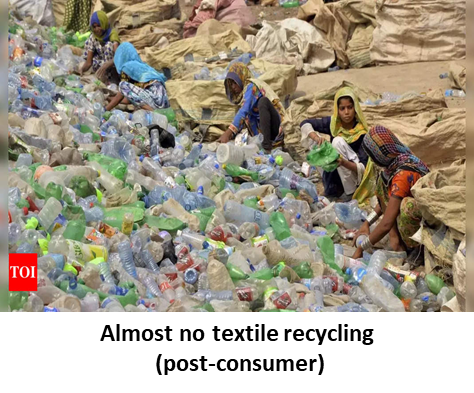 TOI
Almost no textile recycling
(post-consumer)